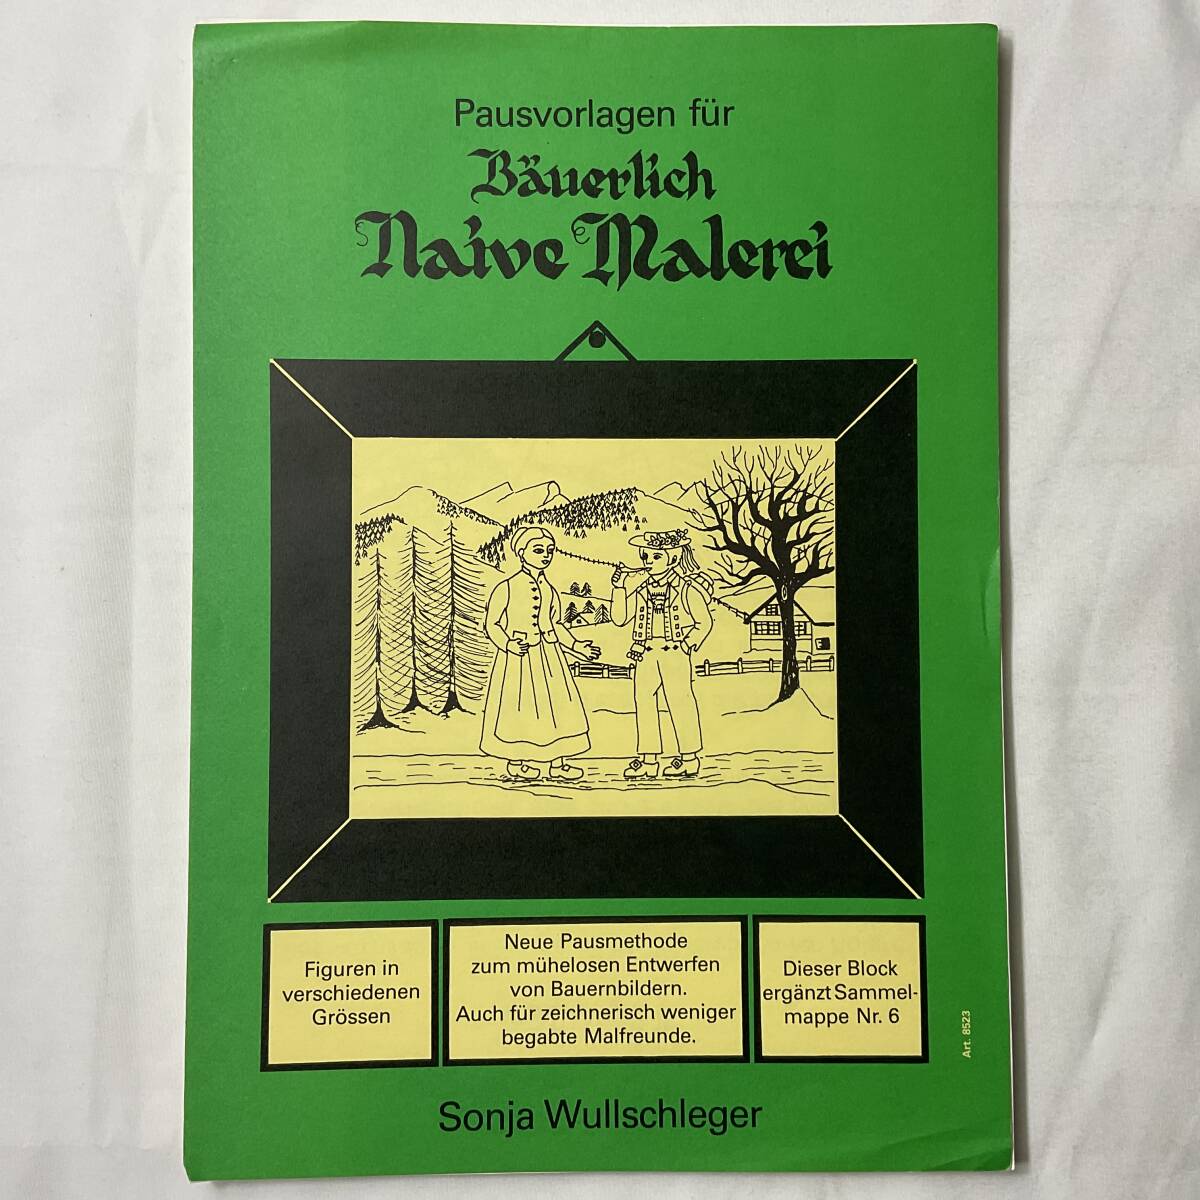 Pausvorlagen für
Bäuerlich
Naive Malerei
Figuren in
verschiedenen
Grössen
Neue Pausmethode
zum mühelosen Entwerfen
von Bauernbildern.
Auch für zeichnerisch weniger
begabte Malfreunde.
Dieser Block
ergänzt Sammel-
mappe Nr. 6
Art. 8523
Sonja Wullschleger